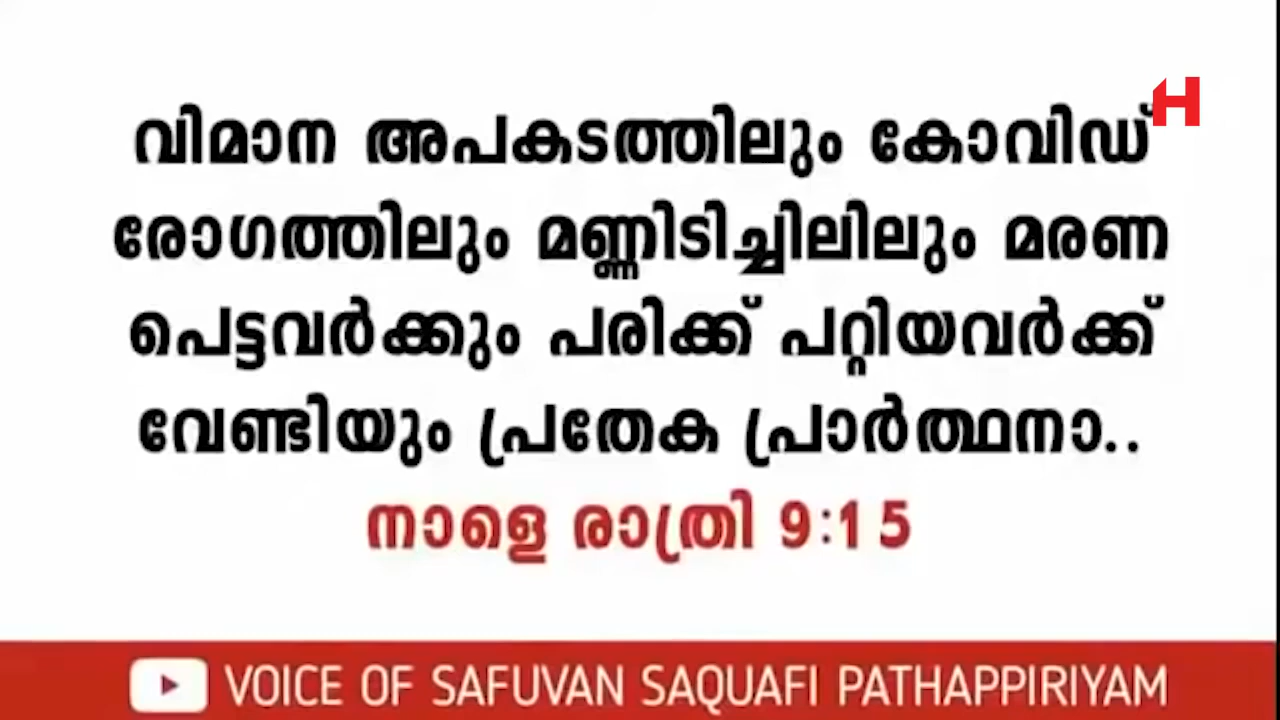 വിമാന അപകടത്തിലും കോവിഡ്
രോഗത്തിലും മണ്ണിടിച്ചിലിലും മരണ
പെട്ടവർക്കും പരിക്ക് പറ്റിയവർക്ക്
വേണ്ടിയും പ്രതേക പ്രാർത്ഥനാ..
നാളെ രാത്രി 9:15
VOICE OF SAFUVAN SAQUAFI PATHAPPIRIYAM
H